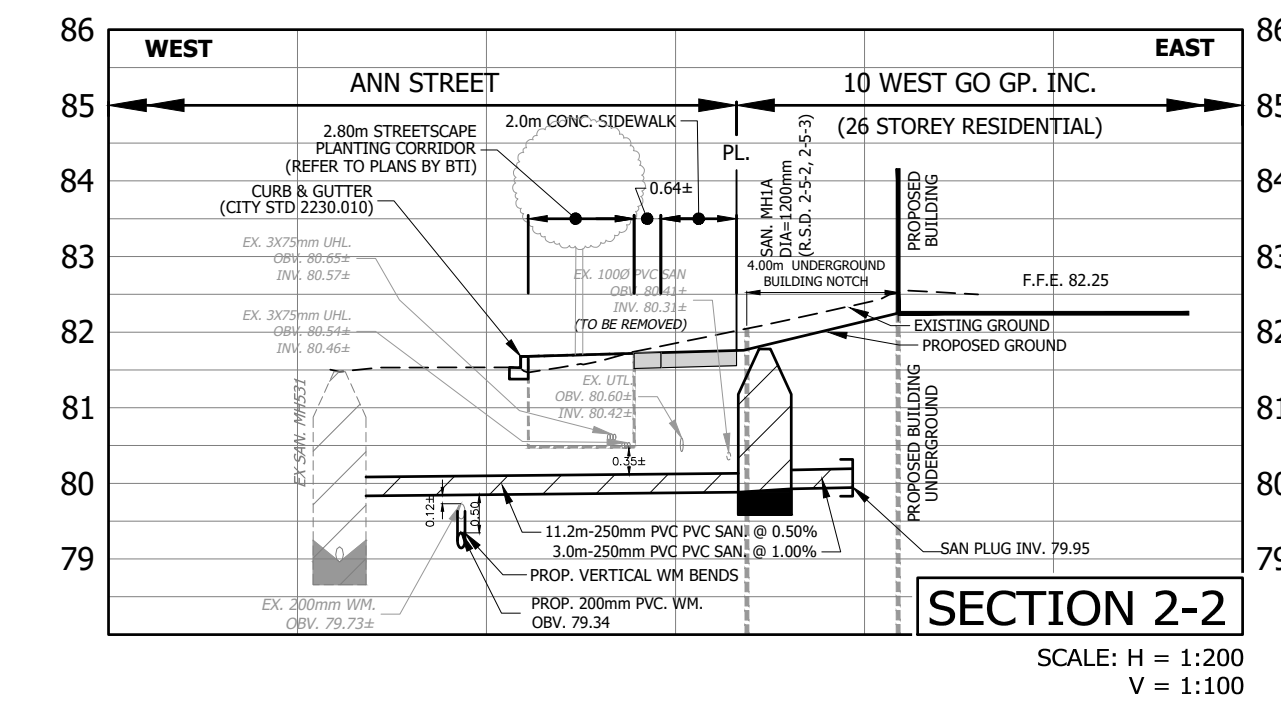 86
85
84
83
82
81
80
79
86
85
84
83
82
81
80
79
WEST
EAST
ANN STREET
10 WEST GO GP. INC.
(26 STOREY RESIDENTIAL)
2.80m STREETSCAPE
PLANTING CORRIDOR
(REFER TO PLANS BY BTI)
2.0m CONC. SIDEWALK
PL.
0.64±
CURB & GUTTER
(CITY STD 2230.010)
SAN. MH1A
DIA=1200mm
(R.S.D. 2-5-2, 2-5-3)
PROPOSED
BUILDING
EX. 3X75mm UHL.
OBV. 80.65±
INV. 80.57±
EX. 100Ø PVC SAN
OBV. 80.41±
INV. 80.31±
(TO BE REMOVED)
4.00m UNDERGROUND
BUILDING NOTCH
F.F.E. 82.25
EX. 3X75mm UHL.
OBV. 80.54±
INV. 80.46±
EXISTING GROUND
PROPOSED GROUND
EX. UTL.
OBV. 80.60±
INV. 80.42±
EX SAN. MH531
PROPOSED BUILDING
UNDERGROUND
0.35±
0.12±
0.50
11.2m-250mm PVC PVC SAN. @ 0.50%
3.0m-250mm PVC PVC SAN. @ 1.00%
SAN PLUG INV. 79.95
PROP. VERTICAL WM BENDS
EX. 200mm WM.
OBV. 79.73±
PROP. 200mm PVC. WM.
OBV. 79.34
SECTION 2-2
SCALE: H = 1:200
V = 1:100